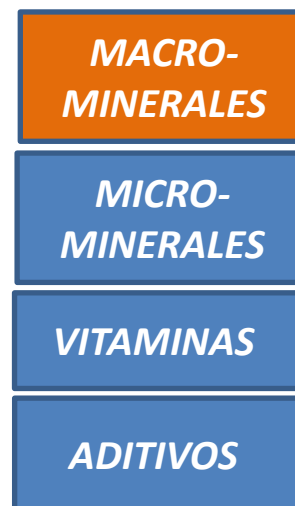 MACRO-
MINERALES
MICRO-
MINERALES
VITAMINAS
ADITIVOS